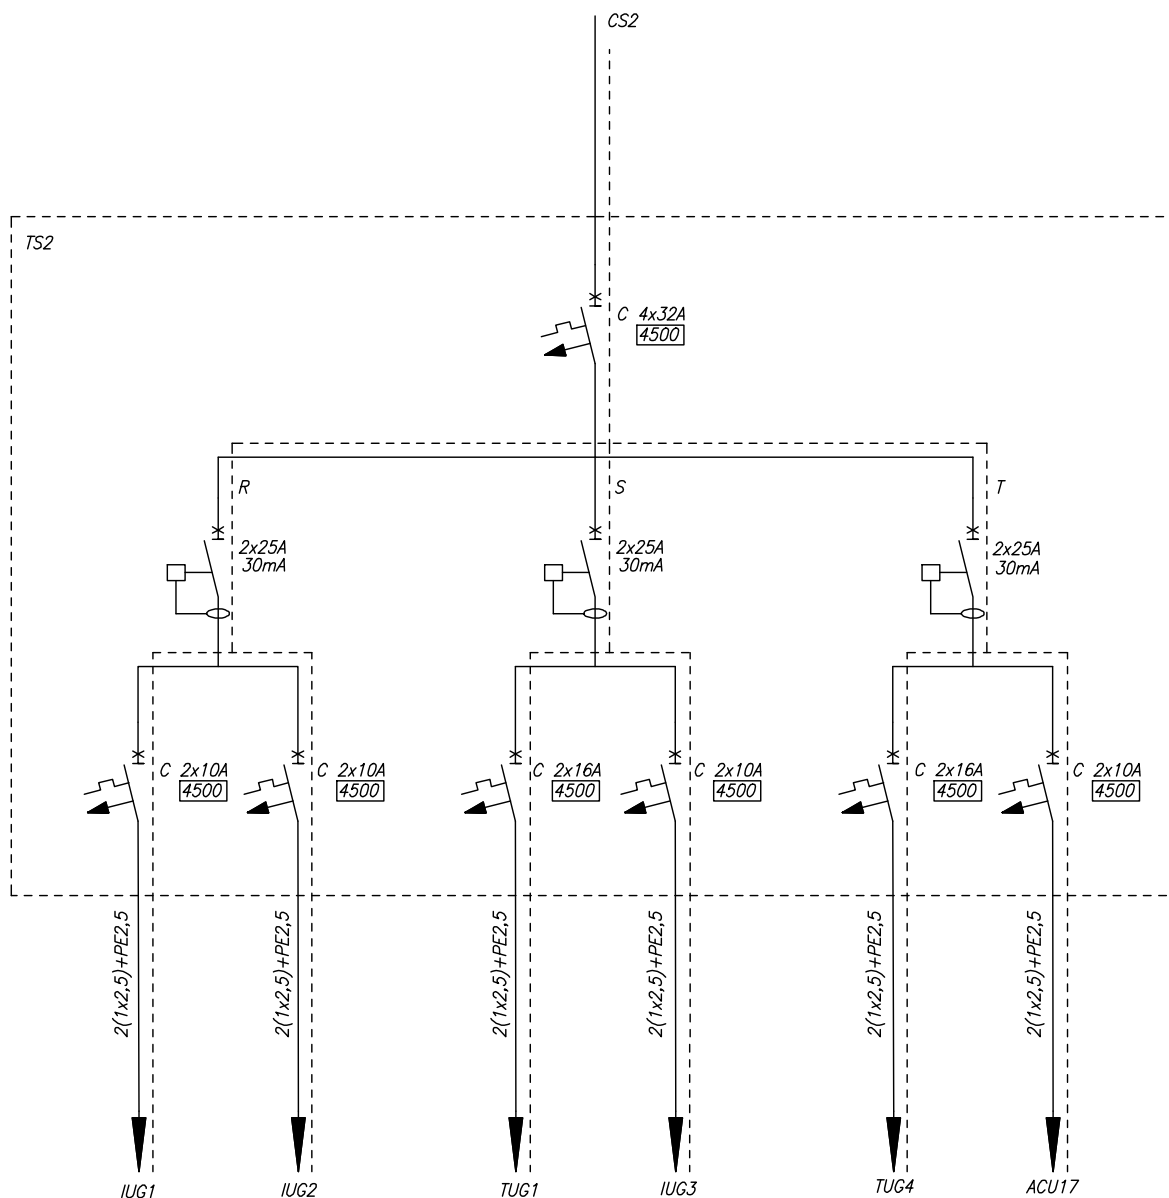 CS2
TS2
C 4x32A
4500
R
S
T
2x25A
30mA
2x25A
30mA
2x25A
30mA
C 2x10A
4500
C 2x10A
4500
C 2x16A
4500
C 2x10A
4500
C 2x16A
4500
C 2x10A
4500
2(1x2,5)+PE2,5
2(1x2,5)+PE2,5
2(1x2,5)+PE2,5
2(1x2,5)+PE2,5
2(1x2,5)+PE2,5
2(1x2,5)+PE2,5
IUG1
IUG2
TUG1
IUG3
TUG4
ACU17